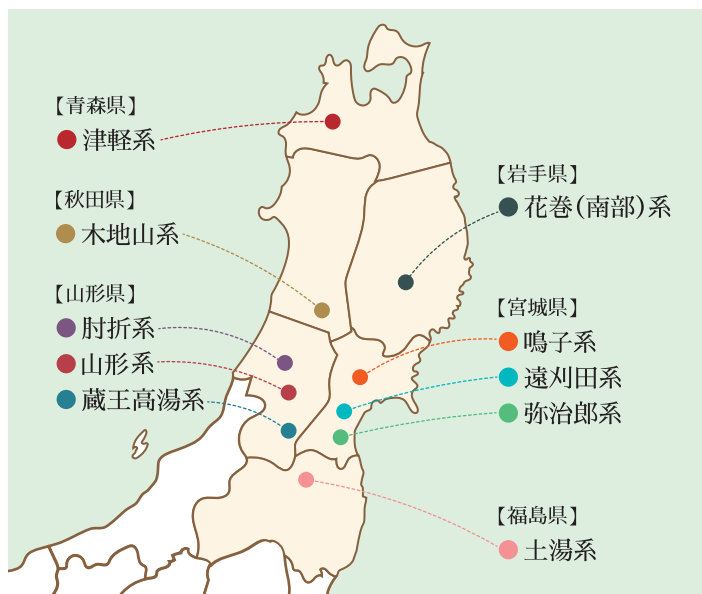 【青森県】
津軽系
【秋田県】
木地山系
【山形県】
肘折系
山形系
蔵王高湯系
【岩手県】
花巻(南部)系
【宮城県】
鳴子系
遠刈田系
弥治郎系
【福島県】
土湯系